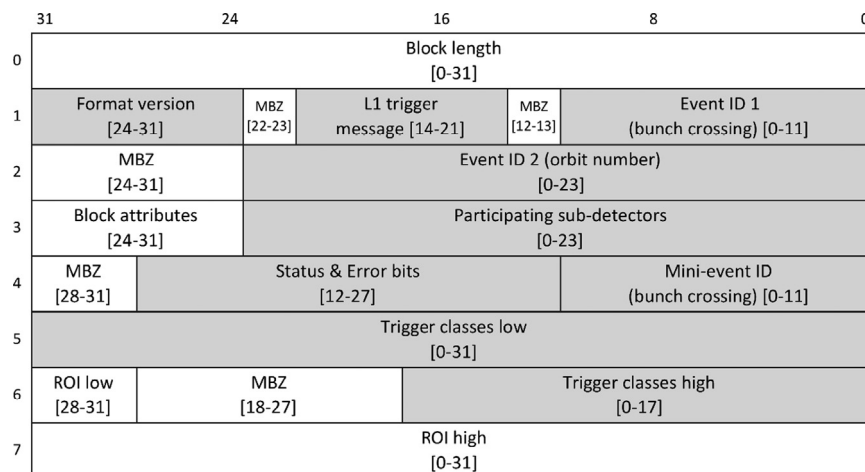 31 24 16 8 0
0 Block length
[0-31]
1 Format version MBZ L1 trigger MBZ Event ID 1
[24-31] [22-23] message [14-21] [12-13] (bunch crossing) [0-11]
2 MBZ Event ID 2 (orbit number)
[24-31] [0-23]
3 Block attributes Participating sub-detectors
[24-31] [0-23]
4 MBZ Status & Error bits Mini-event ID
[28-31] [12-27] (bunch crossing) [0-11]
5 Trigger classes low
[0-31]
6 ROI low MBZ Trigger classes high
[28-31] [18-27] [0-17]
7 ROI high
[0-31]